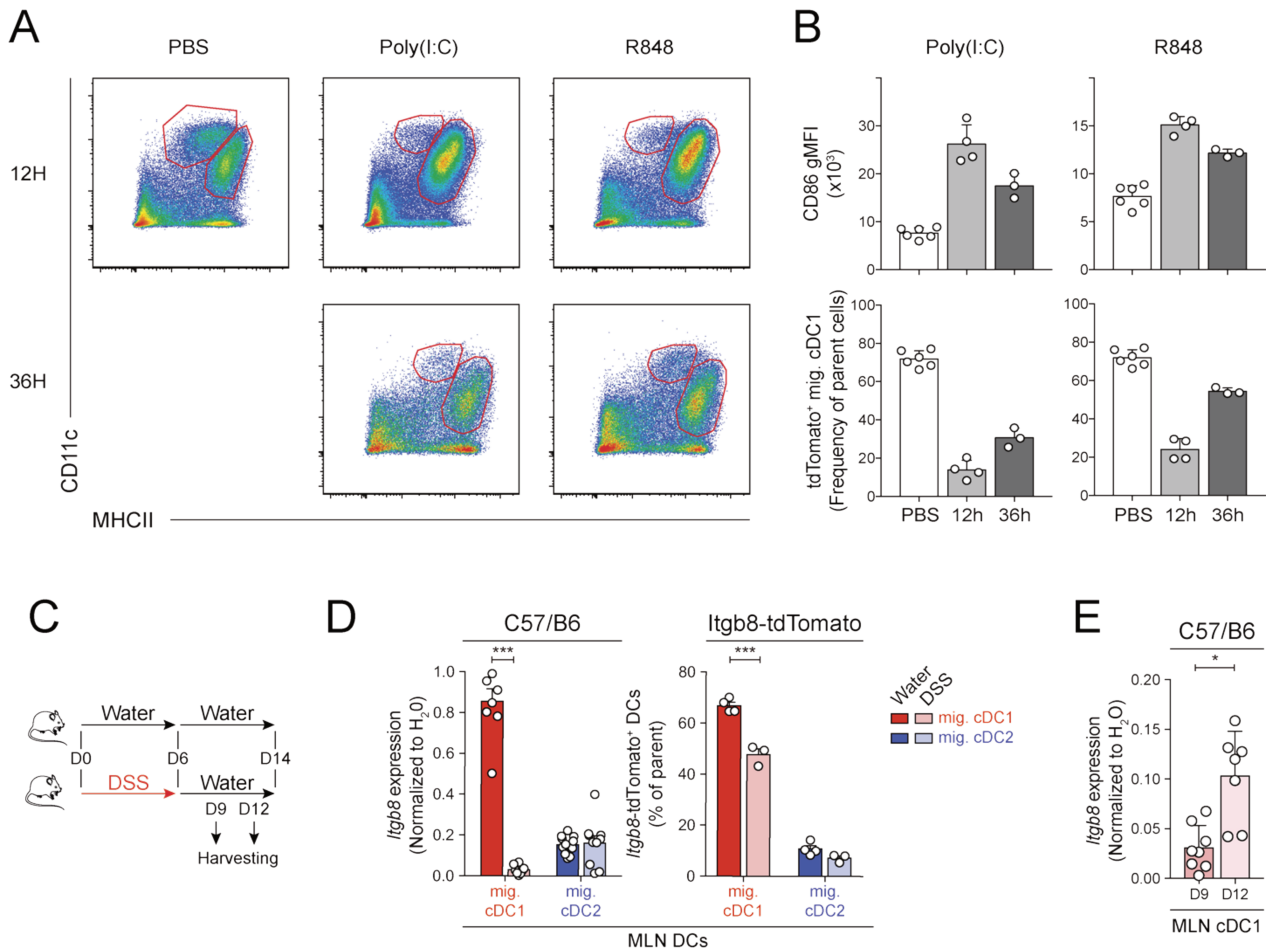 A
PBS
Poly(I:C)
R848
12H
36H
CD11c
MHCII
B
Poly(I:C)
R848
CD86 gMFI
(x10³)
30
20
10
0
15
10
5
0
tdTomato⁺ mig. cDC1
(Frequency of parent cells)
100
80
60
40
20
0
100
80
60
40
20
0
PBS 12h 36h
PBS 12h 36h
C
Water Water
D0 D6 D14
DSS Water
D9 D12
Harvesting
D
C57/B6
Itgb8 expression
(Normalized to H₂0)
1.0
0.8
0.6
0.4
0.2
0.0
***
mig.
cDC1
mig.
cDC2
Itgb8-tdTomato
Itgb8-tdTomato⁺ DCs
(% of parent)
80
60
40
20
0
***
mig.
cDC1
mig.
cDC2
MLN DCs
Water
DSS
mig. cDC1
mig. cDC2
E
C57/B6
*
Itgb8 expression
(Normalized to H₂O)
0.20
0.15
0.10
0.05
0.00
D9 D12
MLN cDC1